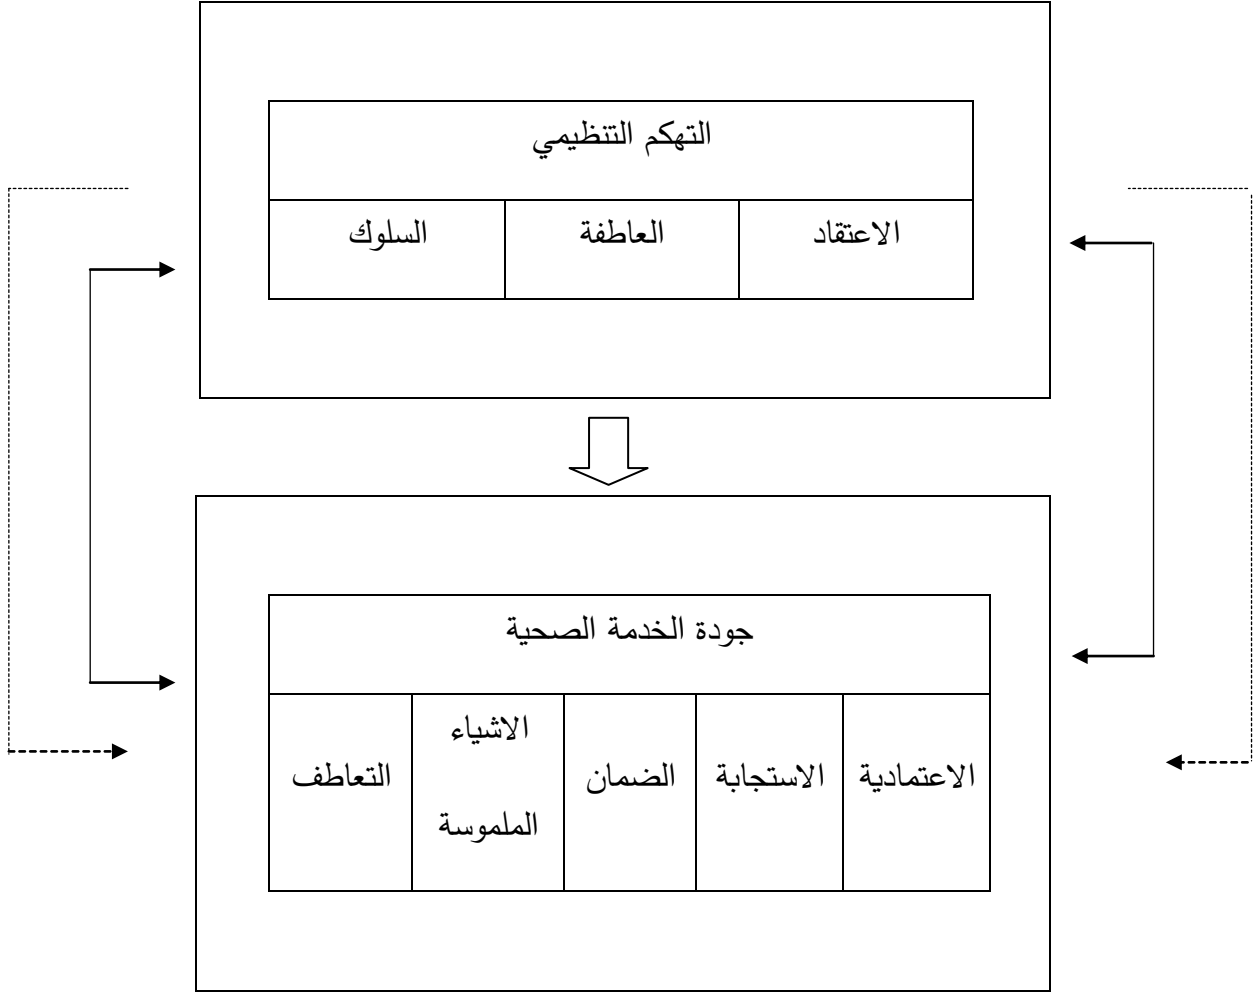 التهكم التنظيمي
الاعتقاد
العاطفة
السلوك
جودة الخدمة الصحية
الاعتمادية
الاستجابة
الضمان
الاشياء
الملموسة
التعاطف